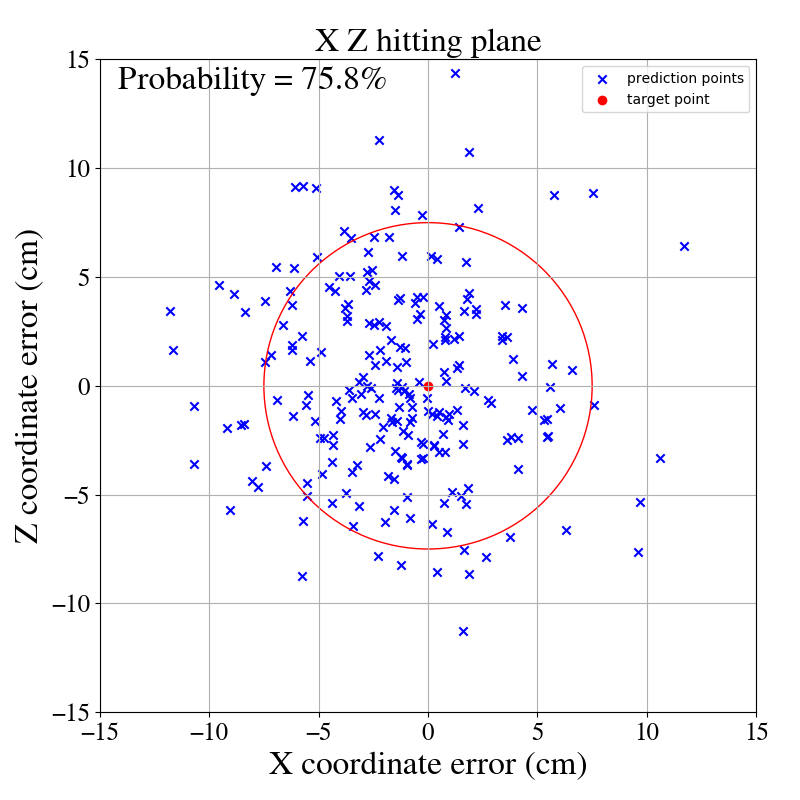 X Z hitting plane
Probability = 75.8%
prediction points
target point
Z coordinate error (cm)
15
10
5
0
−5
−10
−15
−15 −10 −5 0 5 10 15
X coordinate error (cm)